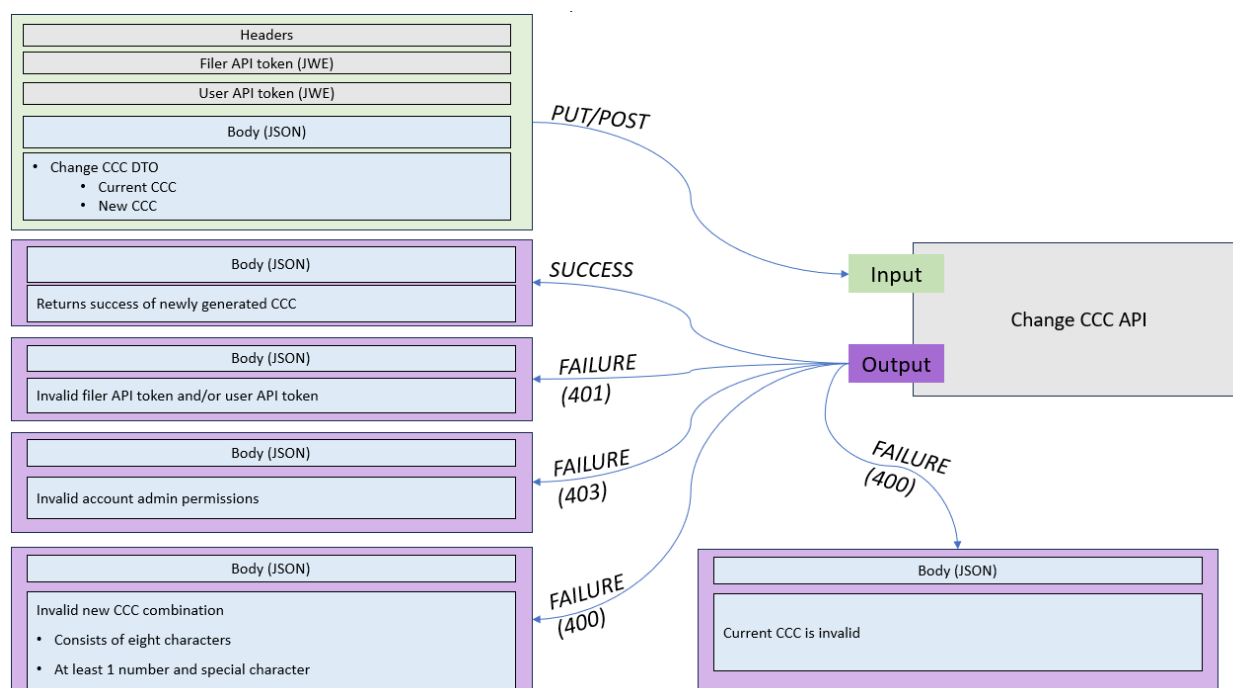 Headers
Filer API token (JWE)
User API token (JWE)
Body (JSON)
• Change CCC DTO
• Current CCC
• New CCC
PUT/POST
Body (JSON)
Returns success of newly generated CCC
SUCCESS
Input
Change CCC API
Output
Body (JSON)
Invalid filer API token and/or user API token
FAILURE
(401)
Body (JSON)
Invalid account admin permissions
FAILURE
(403)
FAILURE
(400)
Body (JSON)
Invalid new CCC combination
• Consists of eight characters
• At least 1 number and special character
FAILURE
(400)
Body (JSON)
Current CCC is invalid